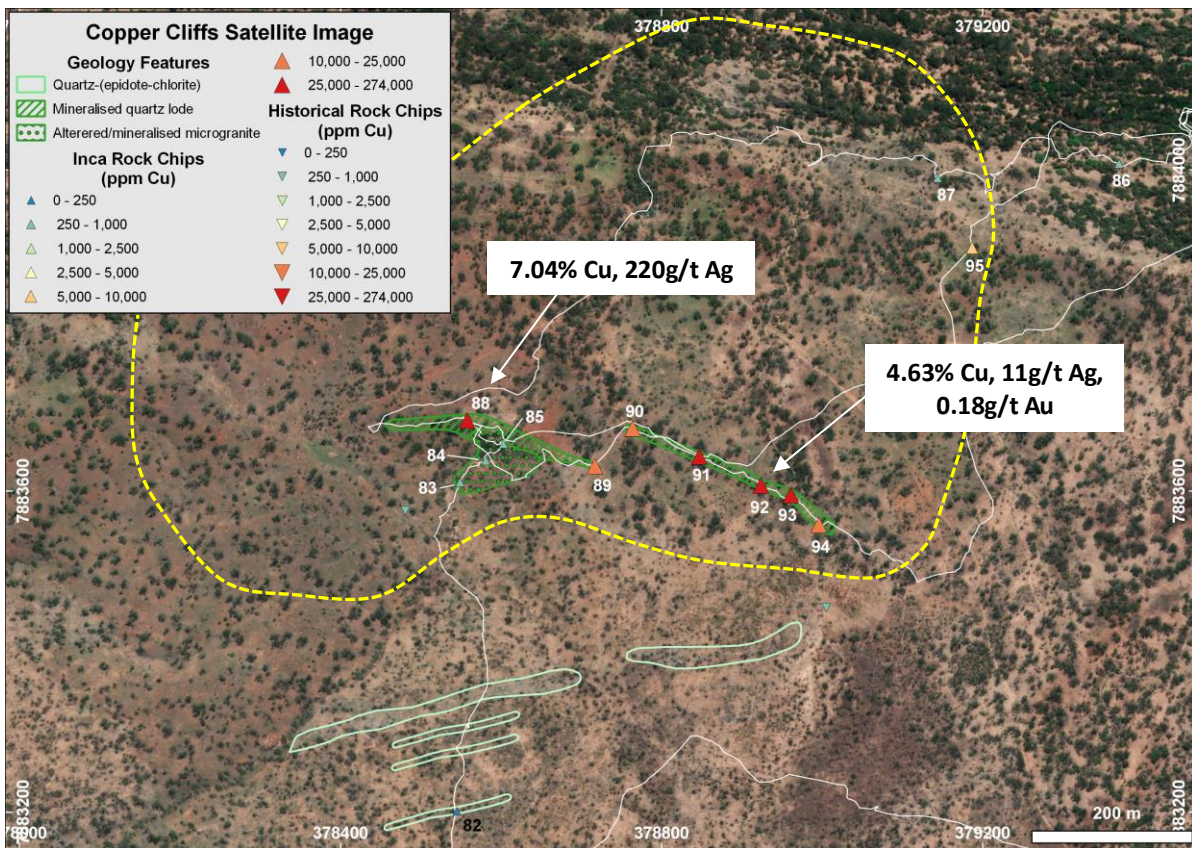 Copper Cliffs Satellite Image
Geology Features
Quartz-(epidote-chlorite)
Mineralised quartz lode
Alterered/mineralised microgranite
Inca Rock Chips
(ppm Cu)
0 - 250
250 - 1,000
1,000 - 2,500
2,500 - 5,000
5,000 - 10,000
10,000 - 25,000
25,000 - 274,000
Historical Rock Chips
(ppm Cu)
0 - 250
250 - 1,000
1,000 - 2,500
2,500 - 5,000
5,000 - 10,000
10,000 - 25,000
25,000 - 274,000
378800
379200
7884000
86
87
95
7.04% Cu, 220g/t Ag
4.63% Cu, 11g/t Ag,
0.18g/t Au
88
85
90
84
89
91
83
92
93
94
7883600
7883600
82
7883200
7883200
378400
378800
379200
200 m